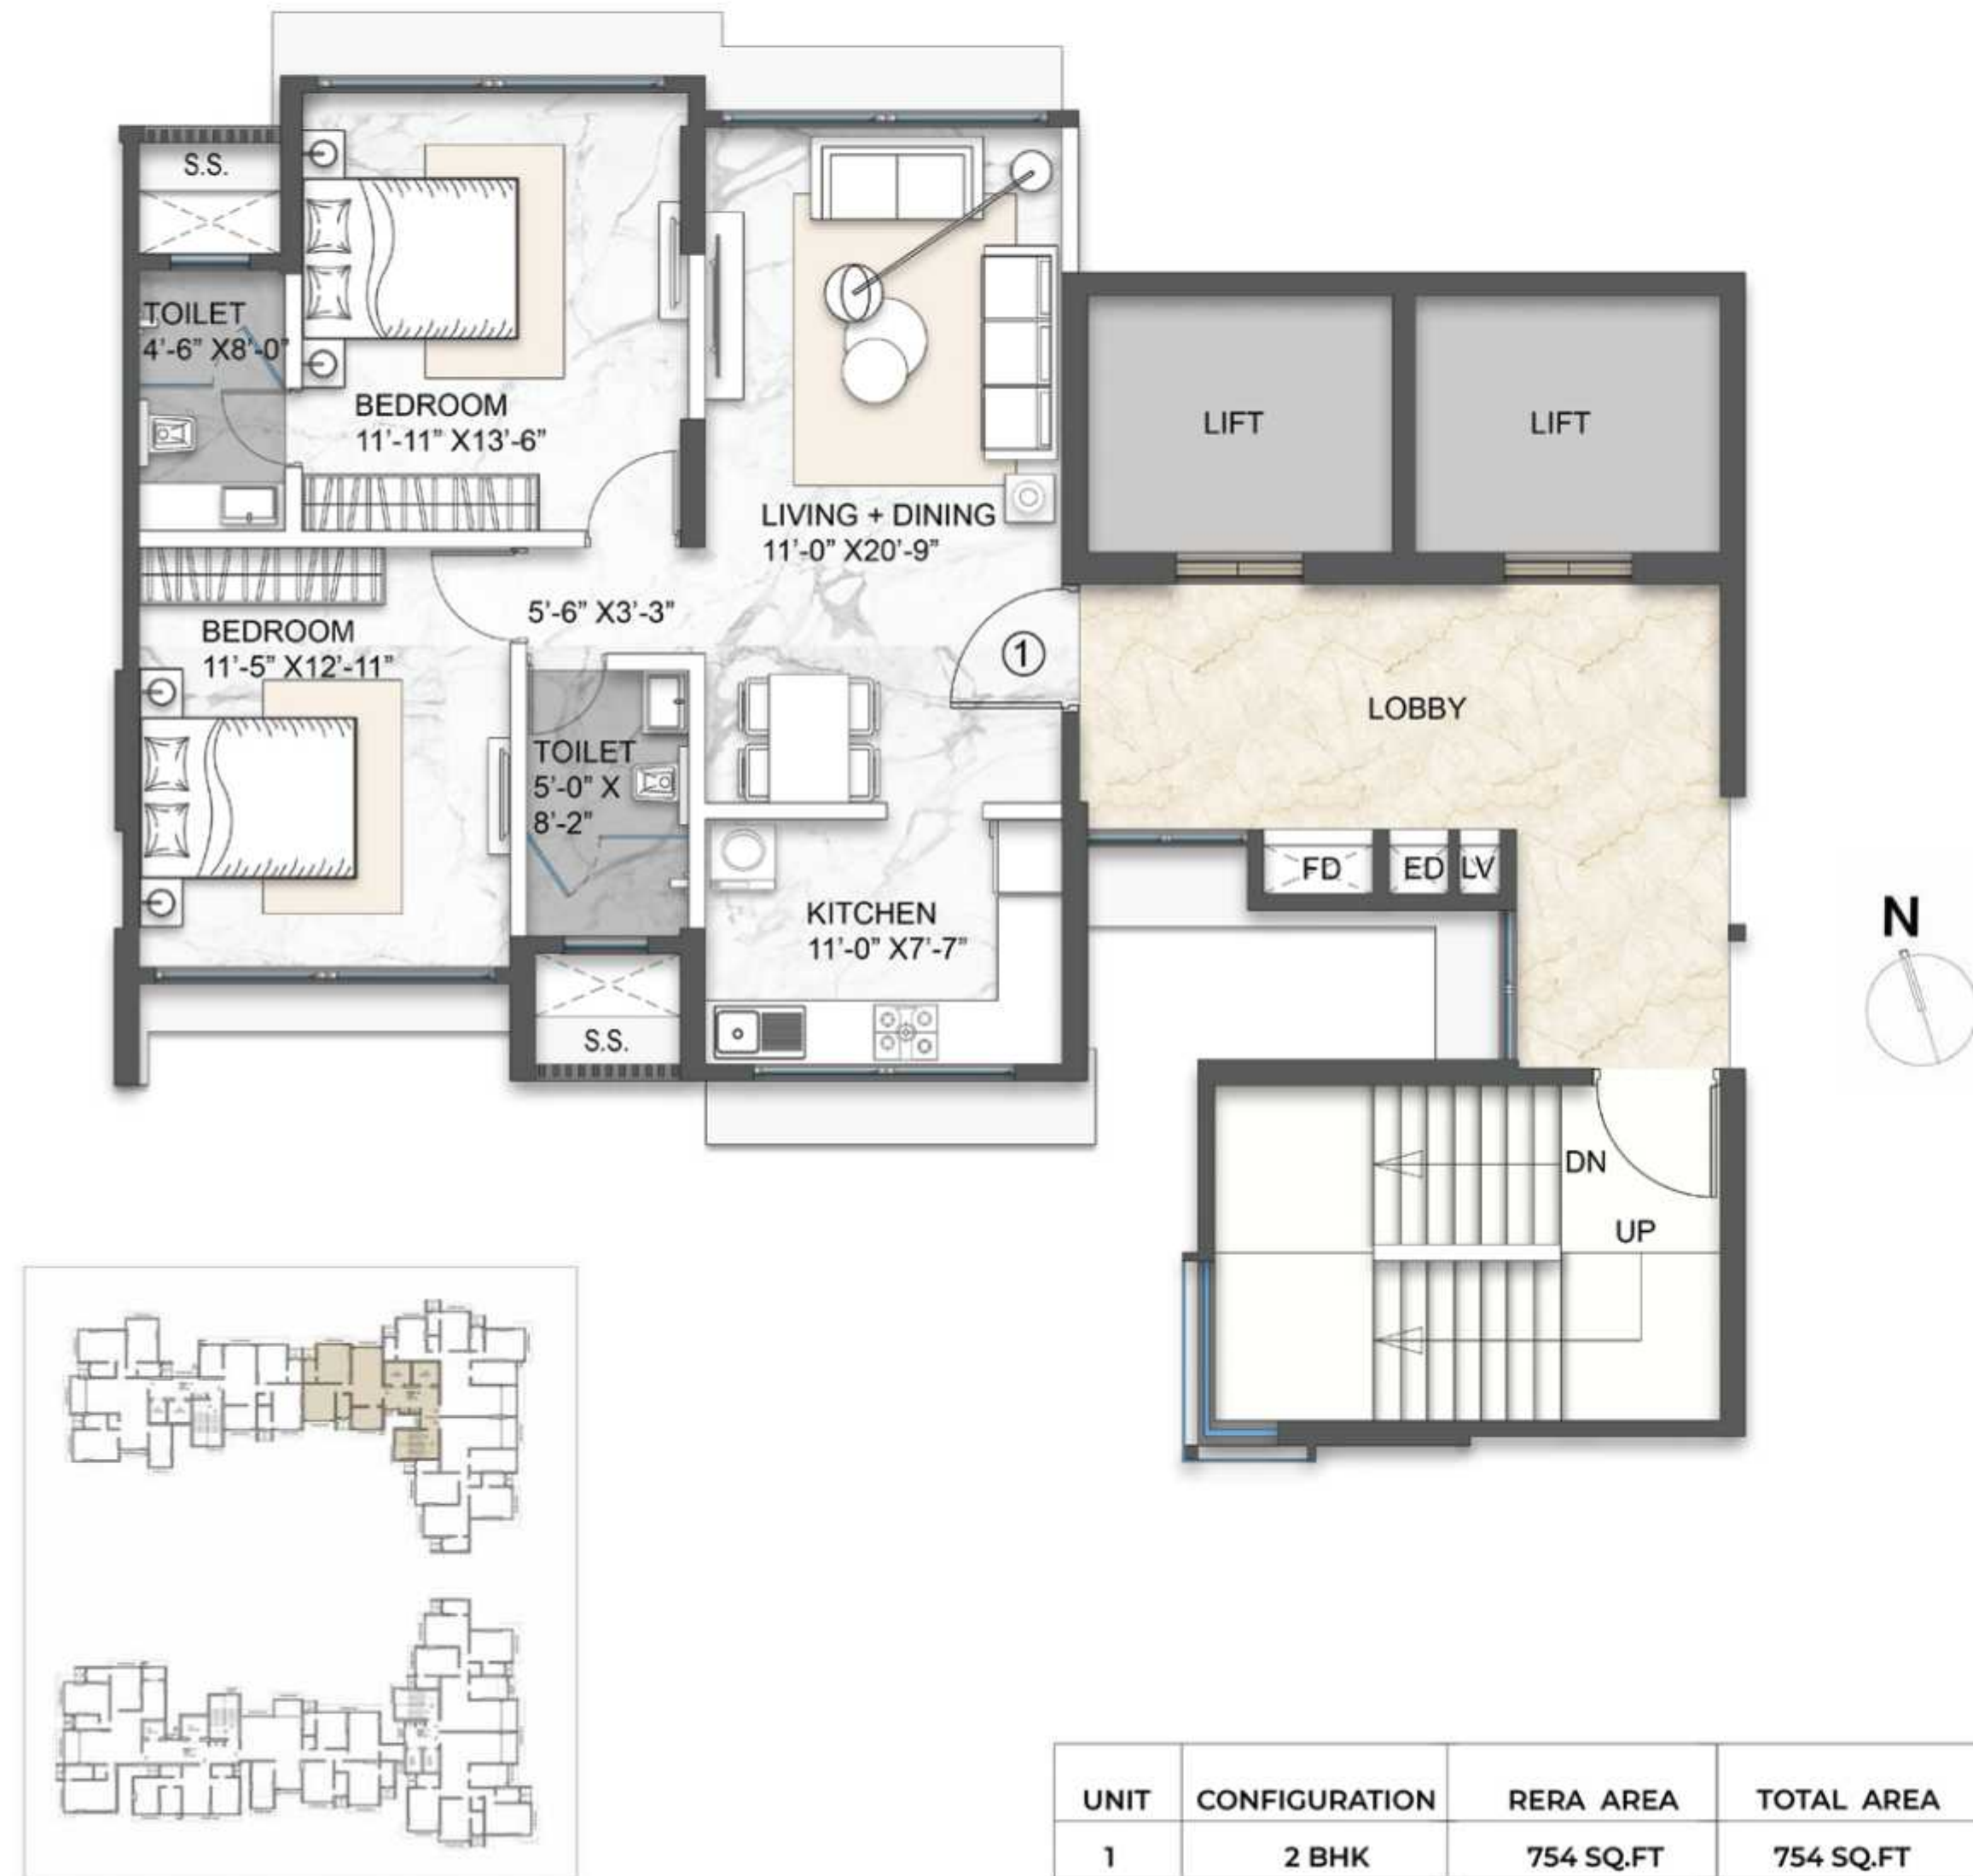 S.S.
TOILET
4'-6" X8'-0"
BEDROOM
11'-11" X13'-6"
LIVING + DINING
11'-0" X20'-9"
LIFT
LIFT
5'-6" X3'-3"
BEDROOM
11'-5" X12'-11"
1
LOBBY
TOILET
5'-0" X
8'-2"
FD
ED
LV
KITCHEN
11'-0" X7'-7"
S.S.
N
DN
UP
UNIT CONFIGURATION RERA AREA TOTAL AREA
1 2 BHK 754 SQ.FT 754 SQ.FT